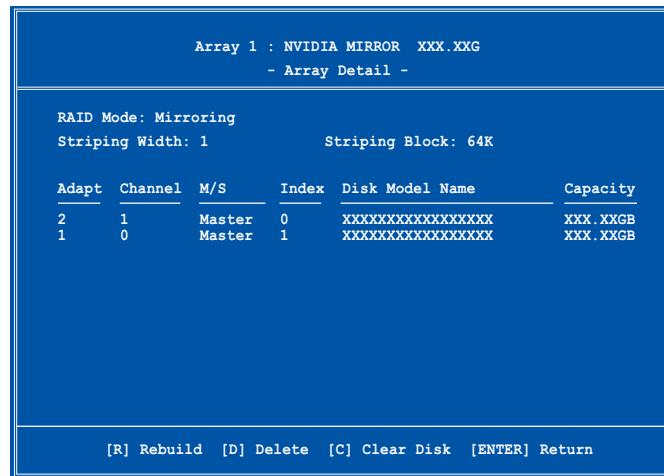 Array 1 : NVIDIA MIRROR XXX.XXG
- Array Detail -
RAID Mode: Mirroring
Striping Width: 1 Striping Block: 64K
Adapt Channel M/S Index Disk Model Name Capacity
2 1 Master 0 XXXXXXXXXXXXXXXXX XXX.XXGB
1 0 Master 1 XXXXXXXXXXXXXXXXX XXX.XXGB
[R] Rebuild [D] Delete [C] Clear Disk [ENTER] Return